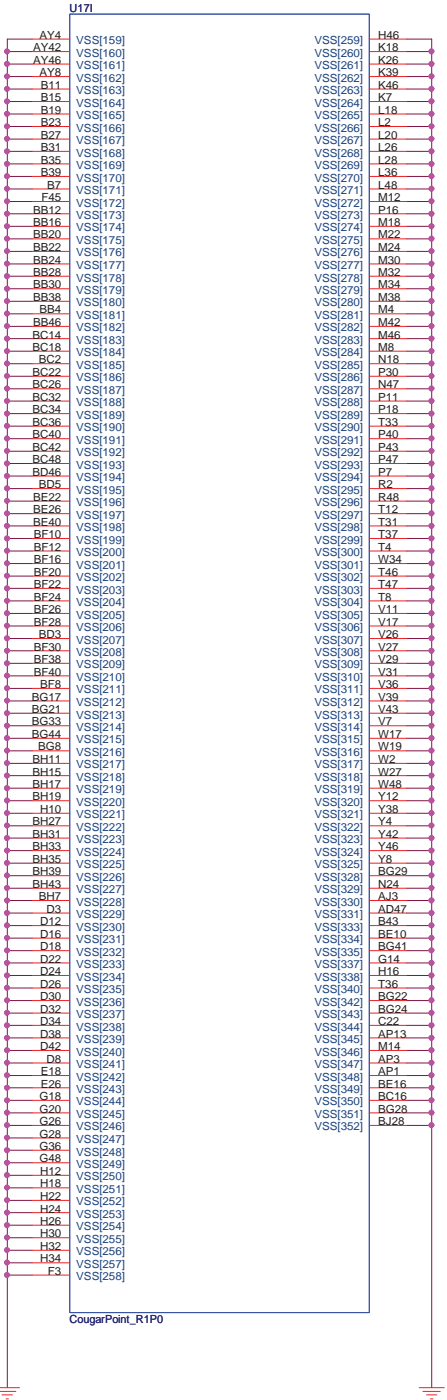 U17I
AY4 VSS[159] VSS[259] H46
AY42 VSS[160] VSS[260] K18
AY46 VSS[161] VSS[261] K26
AY8 VSS[162] VSS[262] K39
B11 VSS[163] VSS[263] K46
B15 VSS[164] VSS[264] K7
B19 VSS[165] VSS[265] L18
B23 VSS[166] VSS[266] L2
B27 VSS[167] VSS[267] L20
B31 VSS[168] VSS[268] L26
B35 VSS[169] VSS[269] L28
B39 VSS[170] VSS[270] L36
B7 VSS[171] VSS[271] L48
F45 VSS[172] VSS[272] M12
BB12 VSS[173] VSS[273] P16
BB16 VSS[174] VSS[274] M18
BB20 VSS[175] VSS[275] M22
BB22 VSS[176] VSS[276] M24
BB24 VSS[177] VSS[277] M30
BB28 VSS[178] VSS[278] M32
BB30 VSS[179] VSS[279] M34
BB38 VSS[180] VSS[280] M38
BB4 VSS[181] VSS[281] M4
BB46 VSS[182] VSS[282] M42
BC14 VSS[183] VSS[283] M46
BC18 VSS[184] VSS[284] M8
BC2 VSS[185] VSS[285] N18
BC22 VSS[186] VSS[286] P30
BC26 VSS[187] VSS[287] N47
BC32 VSS[188] VSS[288] P11
BC34 VSS[189] VSS[289] P18
BC36 VSS[190] VSS[290] T33
BC40 VSS[191] VSS[291] P40
BC42 VSS[192] VSS[292] P43
BC48 VSS[193] VSS[293] P47
BD46 VSS[194] VSS[294] P7
BD5 VSS[195] VSS[295] R2
BE22 VSS[196] VSS[296] R48
BE26 VSS[197] VSS[297] T12
BE40 VSS[198] VSS[298] T31
BF10 VSS[199] VSS[299] T37
BF12 VSS[200] VSS[300] T4
BF16 VSS[201] VSS[301] W34
BF20 VSS[202] VSS[302] T46
BF22 VSS[203] VSS[303] T47
BF24 VSS[204] VSS[304] T8
BF26 VSS[205] VSS[305] V11
BF28 VSS[206] VSS[306] V17
BD3 VSS[207] VSS[307] V26
BF30 VSS[208] VSS[308] V27
BF38 VSS[209] VSS[309] V29
BF40 VSS[210] VSS[310] V31
BF8 VSS[211] VSS[311] V36
BG17 VSS[212] VSS[312] V39
BG21 VSS[213] VSS[313] V43
BG33 VSS[214] VSS[314] V7
BG44 VSS[215] VSS[315] W17
BG8 VSS[216] VSS[316] W19
BH11 VSS[217] VSS[317] W2
BH15 VSS[218] VSS[318] W27
BH17 VSS[219] VSS[319] W48
BH19 VSS[220] VSS[320] Y12
H10 VSS[221] VSS[321] Y38
BH27 VSS[222] VSS[322] Y4
BH31 VSS[223] VSS[323] Y42
BH33 VSS[224] VSS[324] Y46
BH35 VSS[225] VSS[325] Y8
BH39 VSS[226] VSS[328] BG29
BH43 VSS[227] VSS[329] N24
BH7 VSS[228] VSS[330] AJ3
D3 VSS[229] VSS[331] AD47
D12 VSS[230] VSS[333] B43
D16 VSS[231] VSS[334] BE10
D18 VSS[232] VSS[335] BG41
D22 VSS[233] VSS[337] G14
D24 VSS[234] VSS[338] H16
D26 VSS[235] VSS[340] T36
D30 VSS[236] VSS[342] BG22
D32 VSS[237] VSS[343] BG24
D34 VSS[238] VSS[344] C22
D38 VSS[239] VSS[345] AP13
D42 VSS[240] VSS[346] M14
D8 VSS[241] VSS[347] AP3
E18 VSS[242] VSS[348] AP1
E26 VSS[243] VSS[349] BE16
G18 VSS[244] VSS[350] BC16
G20 VSS[245] VSS[351] BG28
G26 VSS[246] VSS[352] BJ28
G28 VSS[247]
G36 VSS[248]
G48 VSS[249]
H12 VSS[250]
H18 VSS[251]
H22 VSS[252]
H24 VSS[253]
H26 VSS[254]
H30 VSS[255]
H32 VSS[256]
H34 VSS[257]
F3 VSS[258]
CougarPoint_R1P0